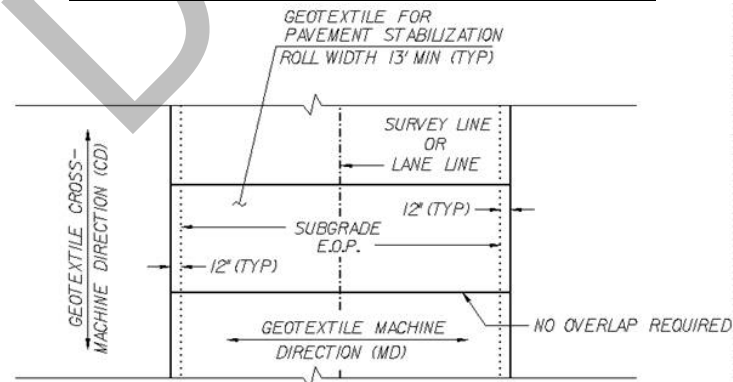 GEOTEXTILE FOR
PAVEMENT STABILIZATION
ROLL WIDTH 13' MIN (TYP)
SURVEY LINE
OR
LANE LINE
GEOTEXTILE CROSS-
MACHINE DIRECTION (CD)
12" (TYP)
SUBGRADE
E.O.P.
12" (TYP)
NO OVERLAP REQUIRED
GEOTEXTILE MACHINE
DIRECTION (MD)